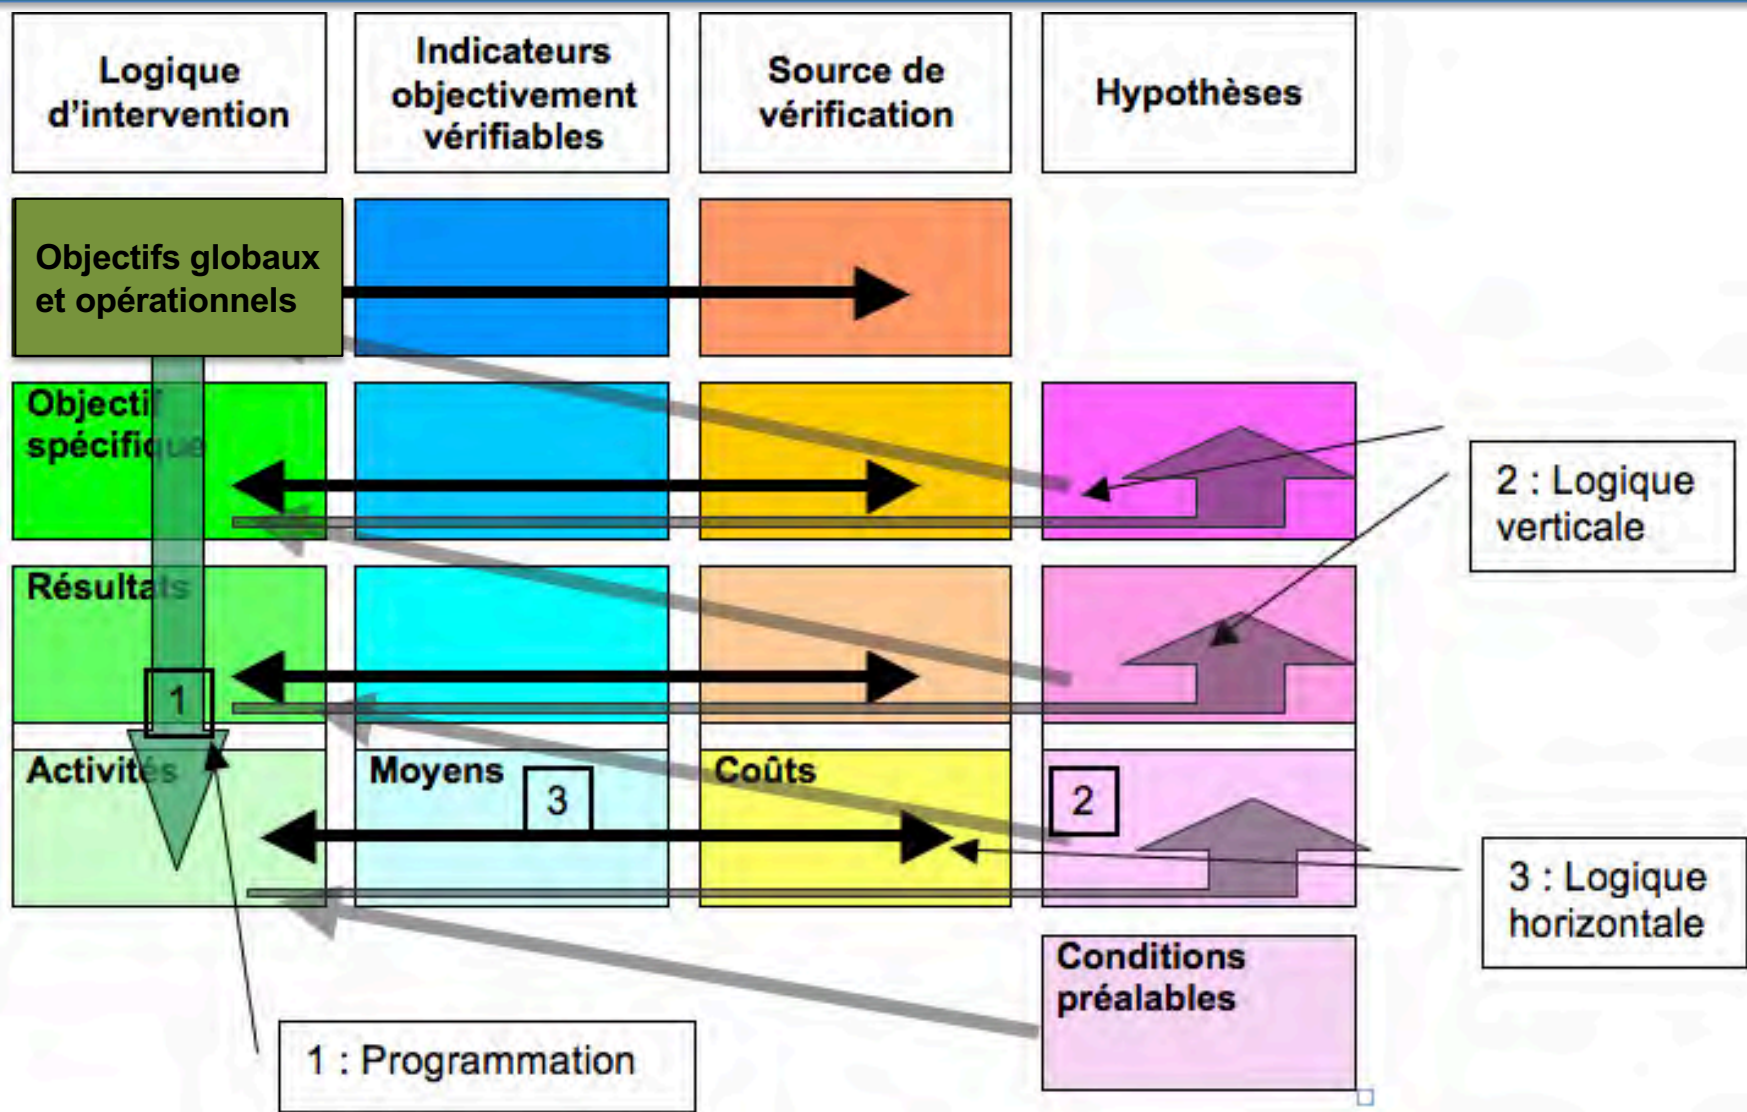 Logique
d'intervention
Indicateurs
objectivement
vérifiables
Source de
vérification
Hypothèses
Objectifs globaux
et opérationnels
Objectif
spécifique
2 : Logique
verticale
Résultats
1
Activités
Moyens
3
Coûts
2
3 : Logique
horizontale
Conditions
préalables
1 : Programmation